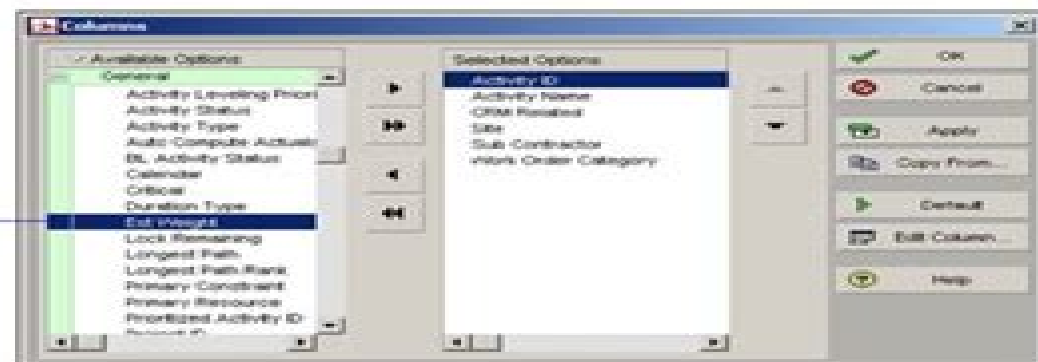 Columns
Available Options
General
Activity Leveling Priori
Activity Status
Activity Type
Auto Compute Actuals
BL Activity Status
Calendar
Critical
Duration Type
Est Weight
Lock Remaining
Longest Path
Longest Path Rank
Primary Constraint
Primary Resource
Prioritized Activity ID
Project ID
Selected Options
Activity ID
Activity Name
CRM Related
Site
Sub Contractor
Work Order Category
OK
Cancel
Apply
Copy From...
Default
Edit Column...
Help